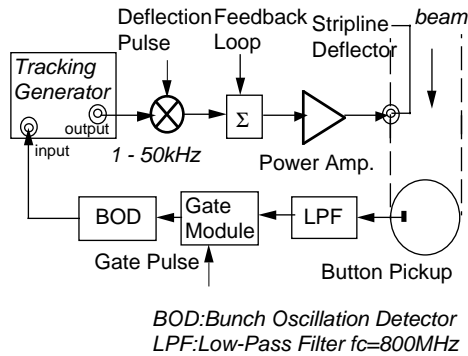 Deflection
Pulse
Feedback
Loop
Stripline
Deflector
beam
Tracking
Generator
output
input
1 - 50kHz
Σ
Power Amp.
BOD
Gate
Module
LPF
Gate Pulse
Button Pickup
BOD:Bunch Oscillation Detector
LPF:Low-Pass Filter fc=800MHz